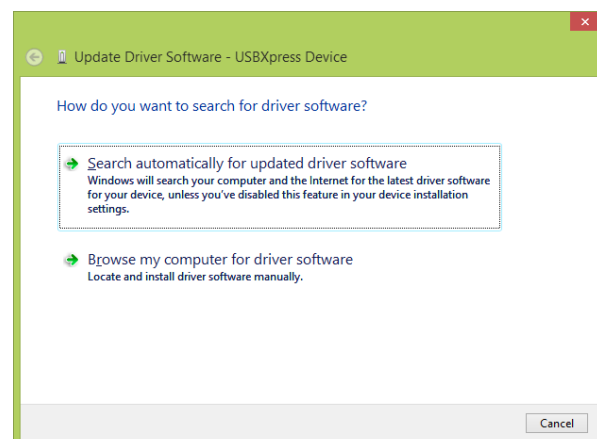 Update Driver Software - USBXpress Device
How do you want to search for driver software?
Search automatically for updated driver software
Windows will search your computer and the Internet for the latest driver software
for your device, unless you've disabled this feature in your device installation
settings.
Browse my computer for driver software
Locate and install driver software manually.
Cancel